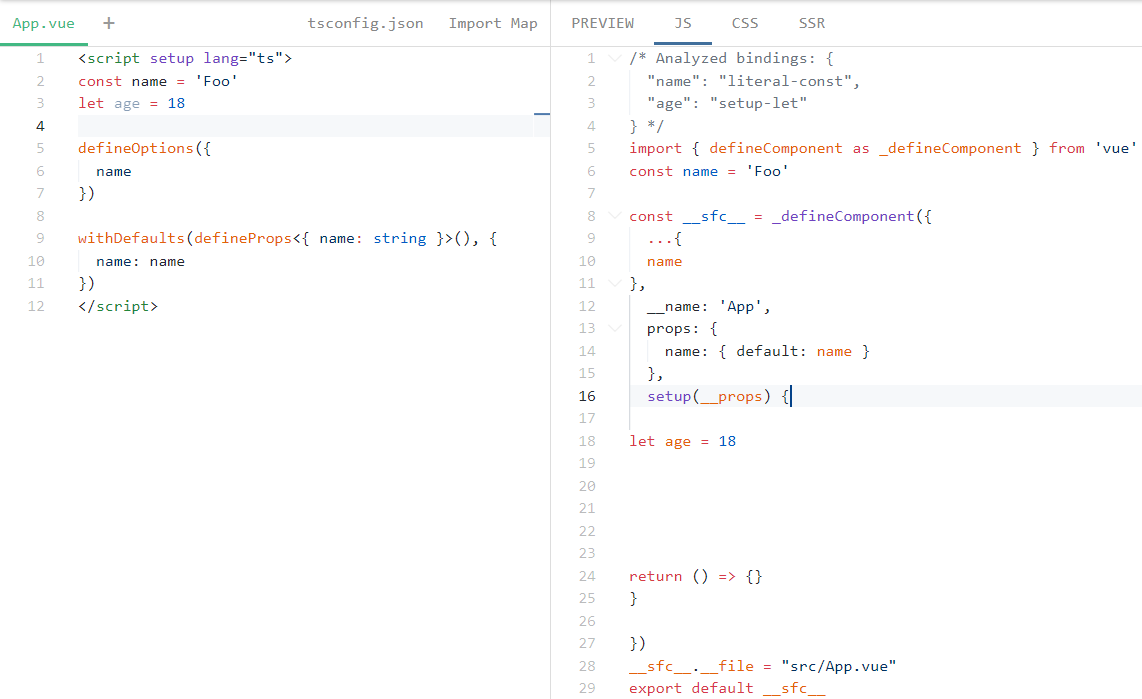 App.vue + tsconfig.json Import Map
1 <script setup lang="ts">
2 const name = 'Foo'
3 let age = 18
4
5 defineOptions({
6 name
7 })
8
9 withDefaults(defineProps<{ name: string }>(), {
10 name: name
11 })
12 </script>
PREVIEW JS CSS SSR
1 /* Analyzed bindings: {
2 "name": "literal-const",
3 "age": "setup-let"
4 } */
5 import { defineComponent as _defineComponent } from 'vue'
6 const name = 'Foo'
7
8 const __sfc__ = _defineComponent({
9 ...{
10 name
11 },
12 __name: 'App',
13 props: {
14 name: { default: name }
15 },
16 setup(__props) {
17
18 let age = 18
19
20
21
22
23
24 return () => {}
25 }
26
27 })
28 __sfc__.__file = "src/App.vue"
29 export default __sfc__